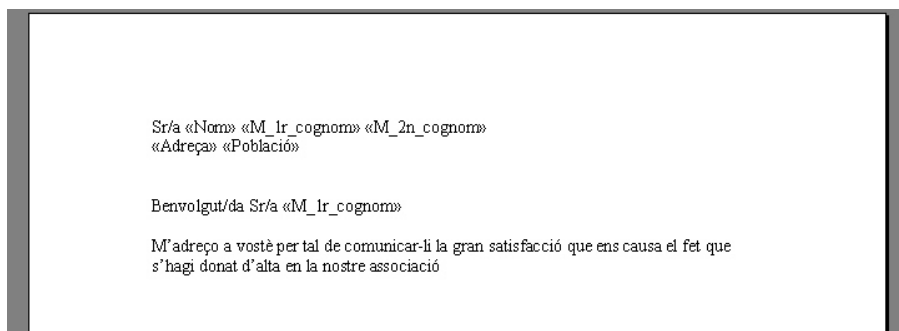 Sr/a «Nom» «M_1r_cognom» «M_2n_cognom»
«Adreça» «Població»
Benvolgut/da Sr/a «M_1r_cognom»
M’adreço a vostè per tal de comunicar-li la gran satisfacció que ens causa el fet que
s’hagi donat d’alta en la nostre associació